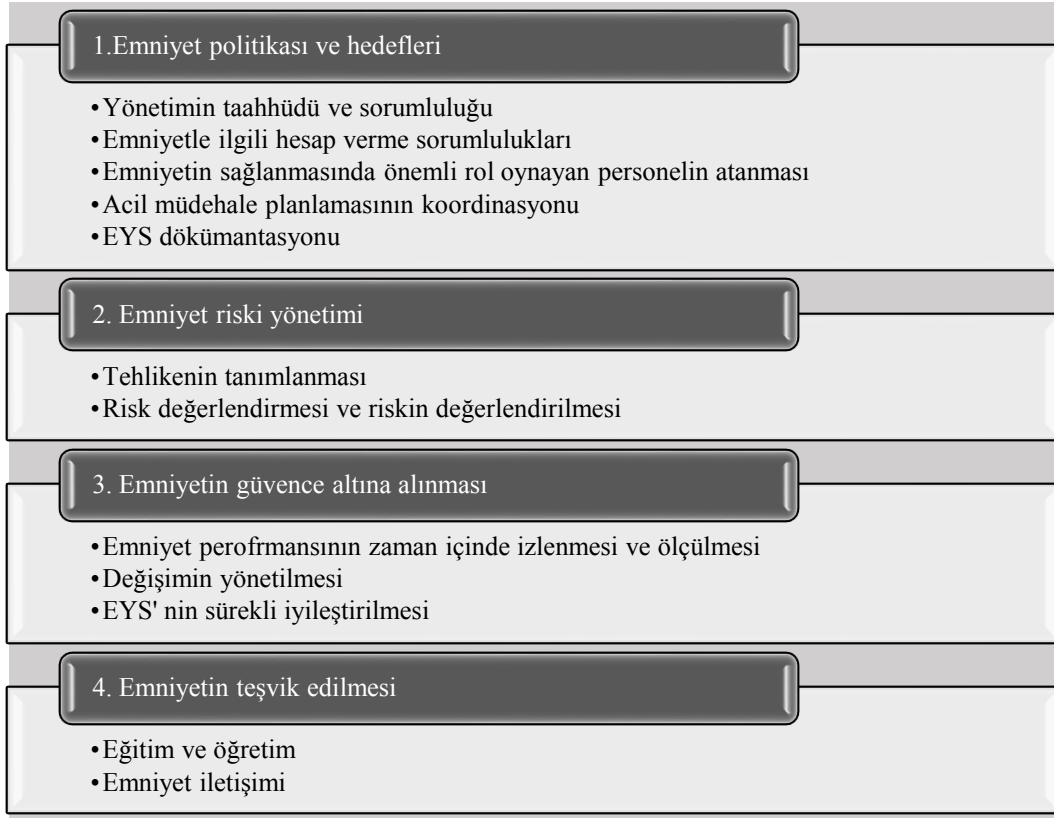 1.Emniyet politikası ve hedefleri
•Yönetimin taahhüdü ve sorumluluğu
•Emniyetle ilgili hesap verme sorumlulukları
•Emniyetin sağlanmasında önemli rol oynayan personelin atanması
•Acil müdehale planlamasının koordinasyonu
•EYS dökümantasyonu
2. Emniyet riski yönetimi
•Tehlikenin tanımlanması
•Risk değerlendirmesi ve riskin değerlendirilmesi
3. Emniyetin güvence altına alınması
•Emniyet perofrmansının zaman içinde izlenmesi ve ölçülmesi
•Değişimin yönetilmesi
•EYS' nin sürekli iyileştirilmesi
4. Emniyetin teşvik edilmesi
•Eğitim ve öğretim
•Emniyet iletişimi